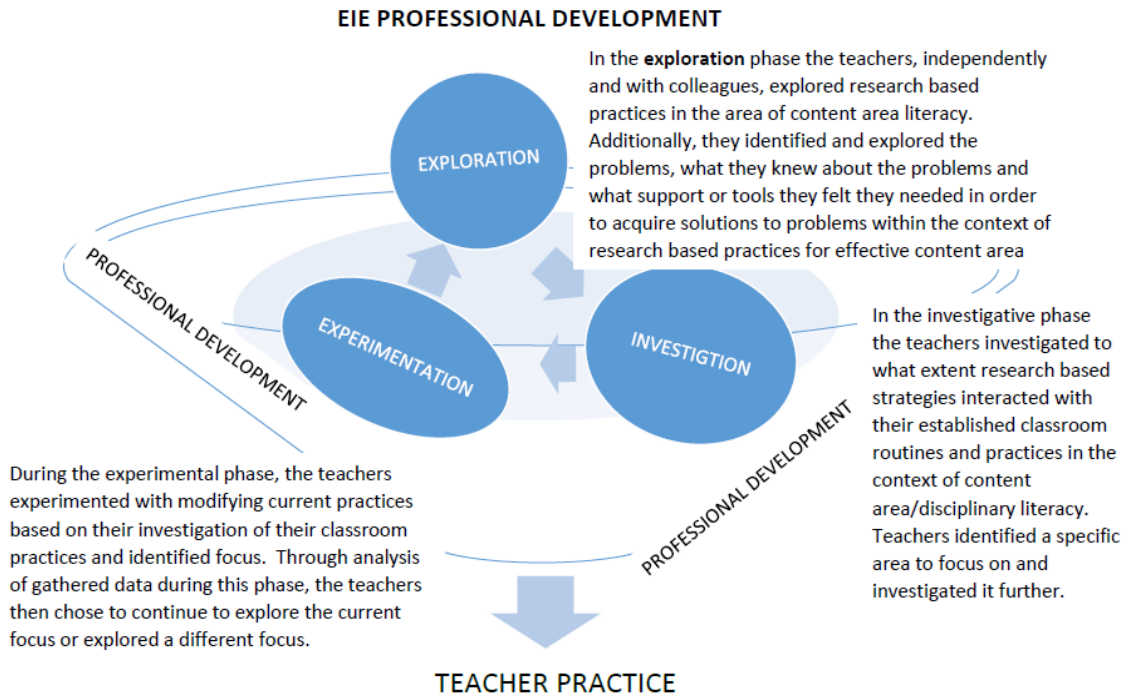 EIE PROFESSIONAL DEVELOPMENT
In the exploration phase the teachers, independently
and with colleagues, explored research based
practices in the area of content area literacy.
Additionally, they identified and explored the
problems, what they knew about the problems and
what support or tools they felt they needed in order
to acquire solutions to problems within the context of
research based practices for effective content area
EXPLORATION
PROFESSIONAL DEVELOPMENT
EXPERIMENTATION
INVESTIGTION
In the investigative phase
the teachers investigated to
what extent research based
strategies interacted with
their established classroom
routines and practices in the
context of content
area/disciplinary literacy.
Teachers identified a specific
area to focus on and
investigated it further.
PROFESSIONAL DEVELOPMENT
During the experimental phase, the teachers
experimented with modifying current practices
based on their investigation of their classroom
practices and identified focus.  Through analysis
of gathered data during this phase, the teachers
then chose to continue to explore the current
focus or explored a different focus.
TEACHER PRACTICE